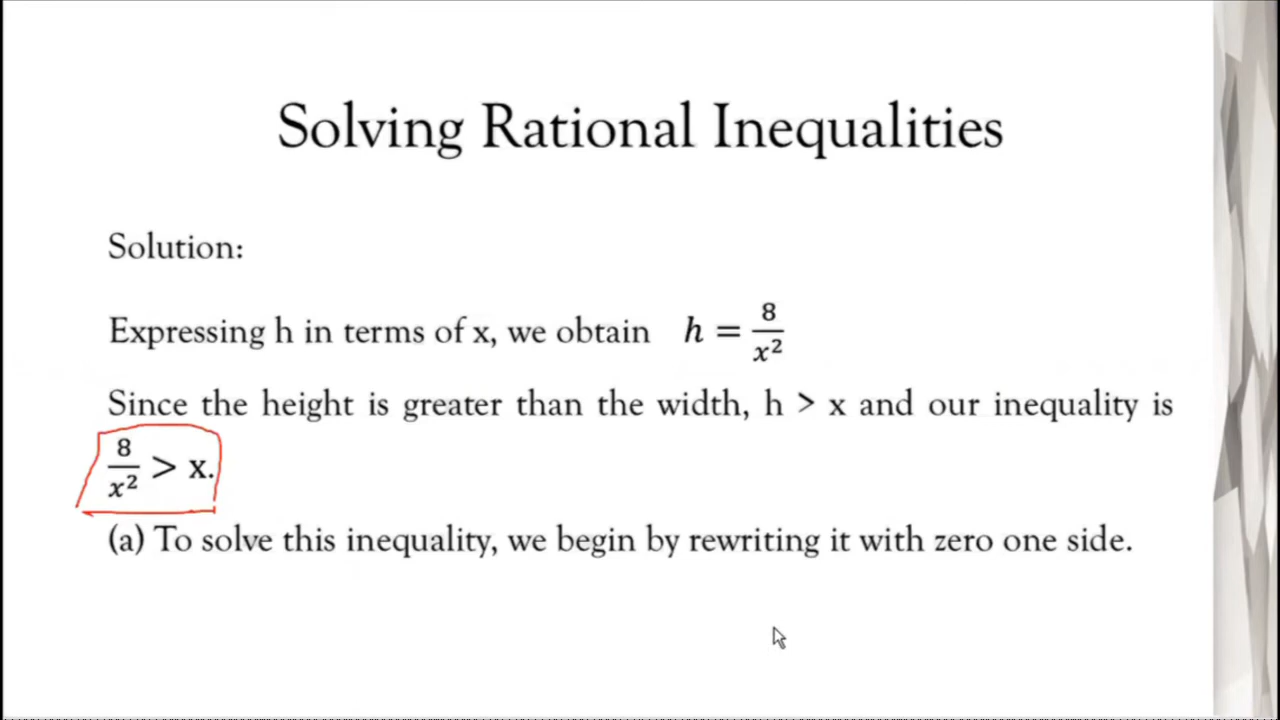 Solving Rational Inequalities
Solution:
Expressing h in terms of x, we obtain h = 8/x²
Since the height is greater than the width, h > x and our inequality is
8/x² > x.
(a) To solve this inequality, we begin by rewriting it with zero one side.